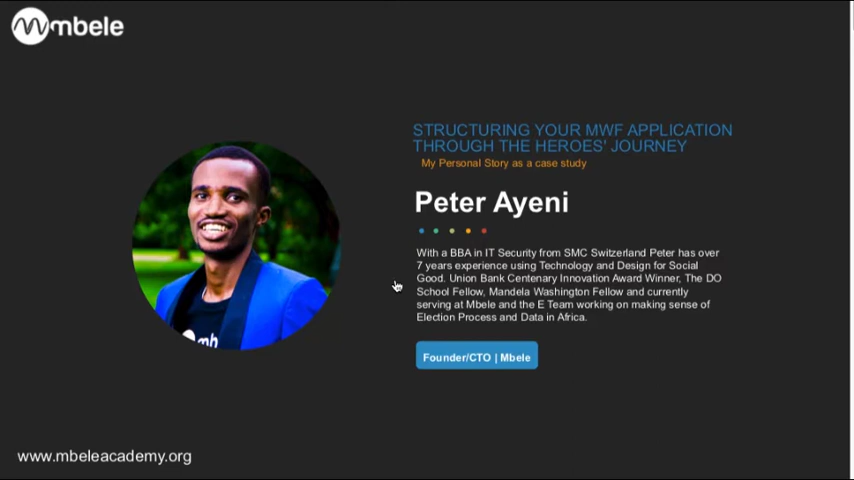 mbele
STRUCTURING YOUR MWF APPLICATION
THROUGH THE HEROES' JOURNEY
My Personal Story as a case study
Peter Ayeni
With a BBA in IT Security from SMC Switzerland Peter has over
7 years experience using Technology and Design for Social
Good. Union Bank Centenary Innovation Award Winner, The DO
School Fellow, Mandela Washington Fellow and currently
serving at Mbele and the E Team working on making sense of
Election Process and Data in Africa.
mb
Founder/CTO | Mbele
www.mbeleacademy.org